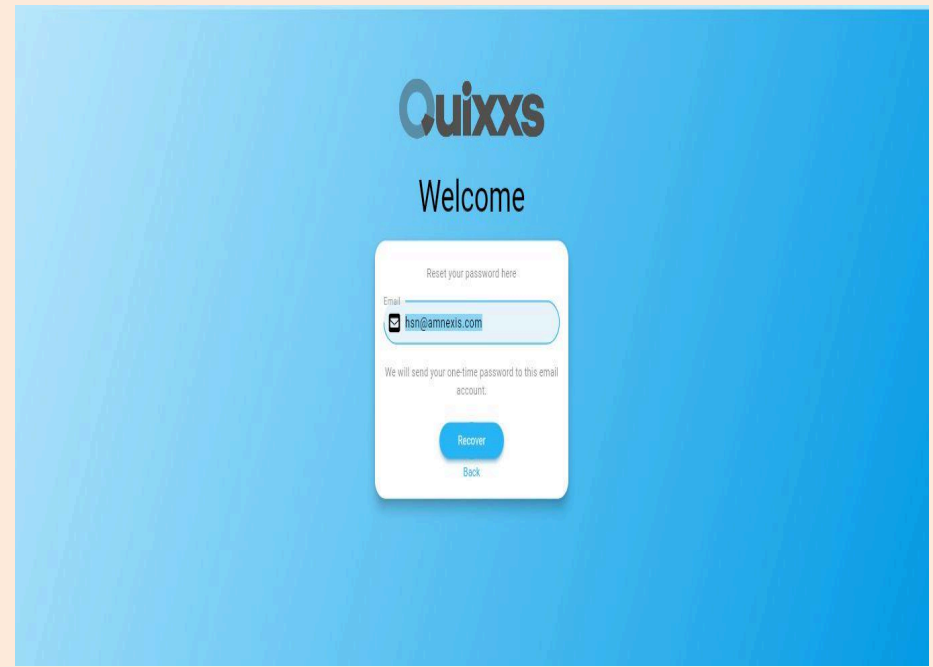 Quixxs
Welcome
Reset your password here
Email
hsn@amnexis.com
We will send your one-time password to this email
account.
Recover
Back